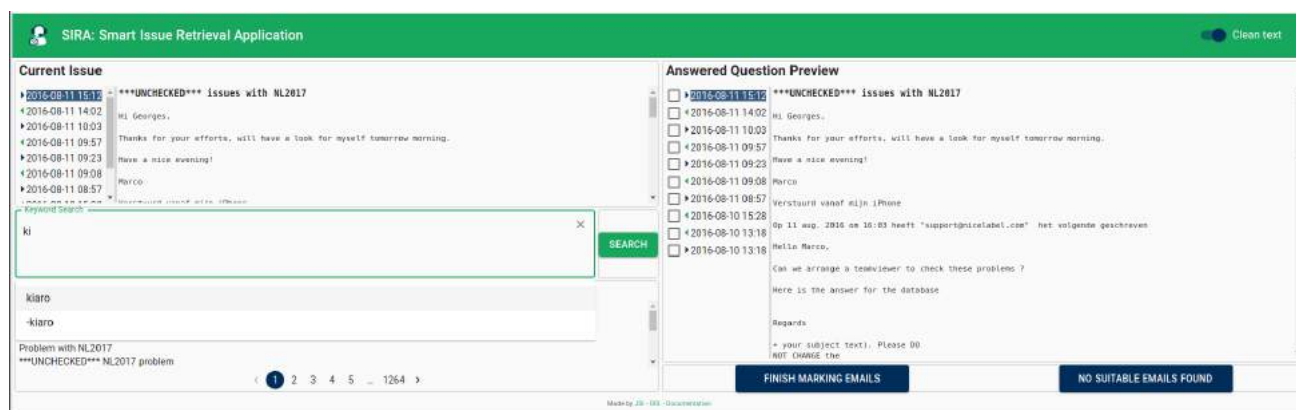 SIRA: Smart Issue Retrieval Application
Clean text
Current Issue
2016-08-11 15:12
2016-08-11 14:02
2016-08-11 10:03
2016-08-11 09:57
2016-08-11 09:23
2016-08-11 09:08
2016-08-11 08:57
***UNCHECKED*** issues with NL2017
Hi Georges,
Thanks for your efforts, will have a look for myself tomorrow morning.
Have a nice evening!
Marco
Verstuurd vanaf mijn iPhone
Keyword Search
ki
SEARCH
kiaro
-kiaro
Problem with NL2017
***UNCHECKED*** NL2017 problem
1 2 3 4 5 ... 1264
Answered Question Preview
2016-08-11 15:12
2016-08-11 14:02
2016-08-11 10:03
2016-08-11 09:57
2016-08-11 09:23
2016-08-11 09:08
2016-08-11 08:57
2016-08-10 15:28
2016-08-10 13:18
2016-08-10 13:18
***UNCHECKED*** issues with NL2017
Hi Georges,
Thanks for your efforts, will have a look for myself tomorrow morning.
Have a nice evening!
Marco
Verstuurd vanaf mijn iPhone
Op 11 aug. 2016 om 16:03 heeft "support@nicelabel.com" het volgende geschreven
Hello Marco,
Can we arrange a teamviewer to check these problems ?
Here is the answer for the database
Regards
+ your subject text). Please DO
NOT CHANGE the
FINISH MARKING EMAILS
NO SUITABLE EMAILS FOUND
Made by JSI - - Documentation